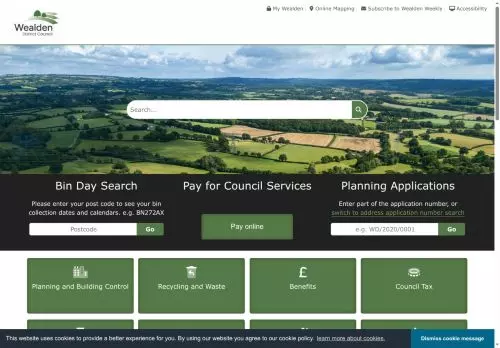 My Wealden
Online Mapping
Subscribe to Wealden Weekly
Accessibility
Wealden
District Council
Search...
Bin Day Search
Please enter your post code to see your bin
collection dates and calendars. e.g. BN272AX
Postcode
Go
Pay for Council Services
Pay online
Planning Applications
Enter part of the application number, or
switch to address application number search
e.g. WD/2020/0001
Go
Planning and Building Control
Recycling and Waste
Benefits
Council Tax
This website uses cookies to provide a better experience for you. By using our website you agree to our cookie policy. learn more about cookies.
Dismiss cookie message